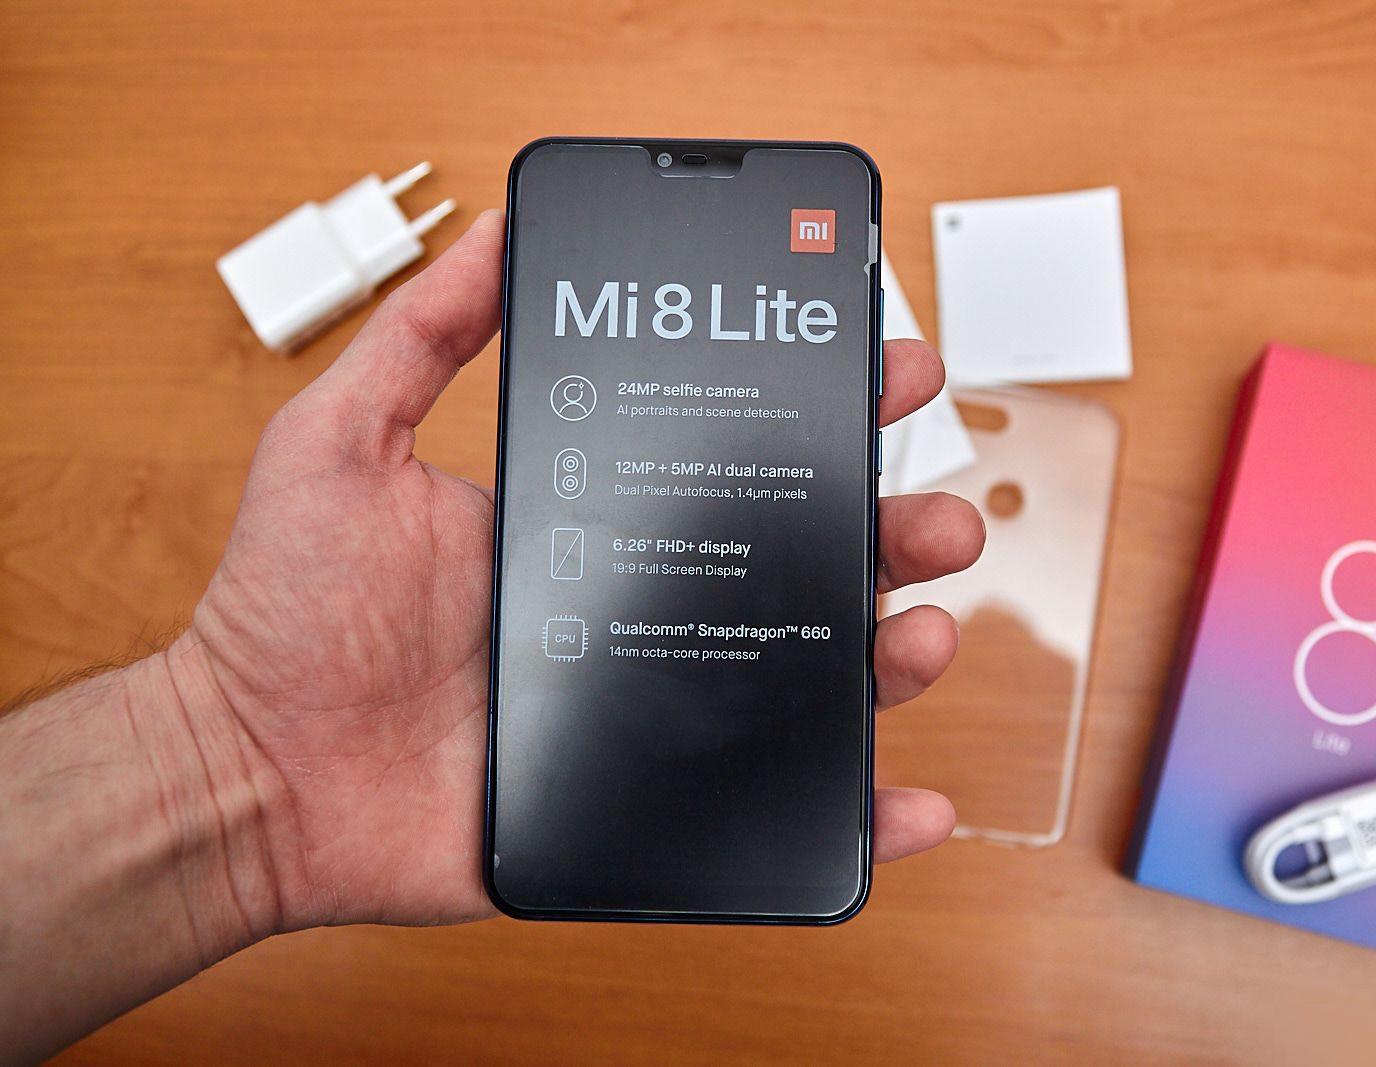 mi
Mi 8 Lite
24MP selfie camera
AI portraits and scene detection
12MP + 5MP AI dual camera
Dual Pixel Autofocus, 1.4μm pixels
6.26" FHD+ display
19:9 Full Screen Display
CPU
Qualcomm® Snapdragon™ 660
14nm octa-core processor
8
Lite